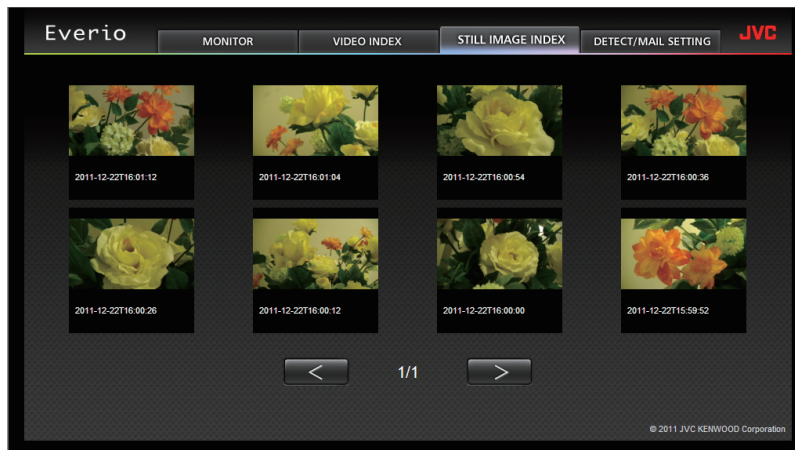 Everio
MONITOR
VIDEO INDEX
STILL IMAGE INDEX
DETECT/MAIL SETTING
JVC
2011-12-22T16:01:12
2011-12-22T16:01:04
2011-12-22T16:00:54
2011-12-22T16:00:36
2011-12-22T16:00:26
2011-12-22T16:00:12
2011-12-22T16:00:00
2011-12-22T15:59:52
<
1/1
>
© 2011 JVC KENWOOD Corporation